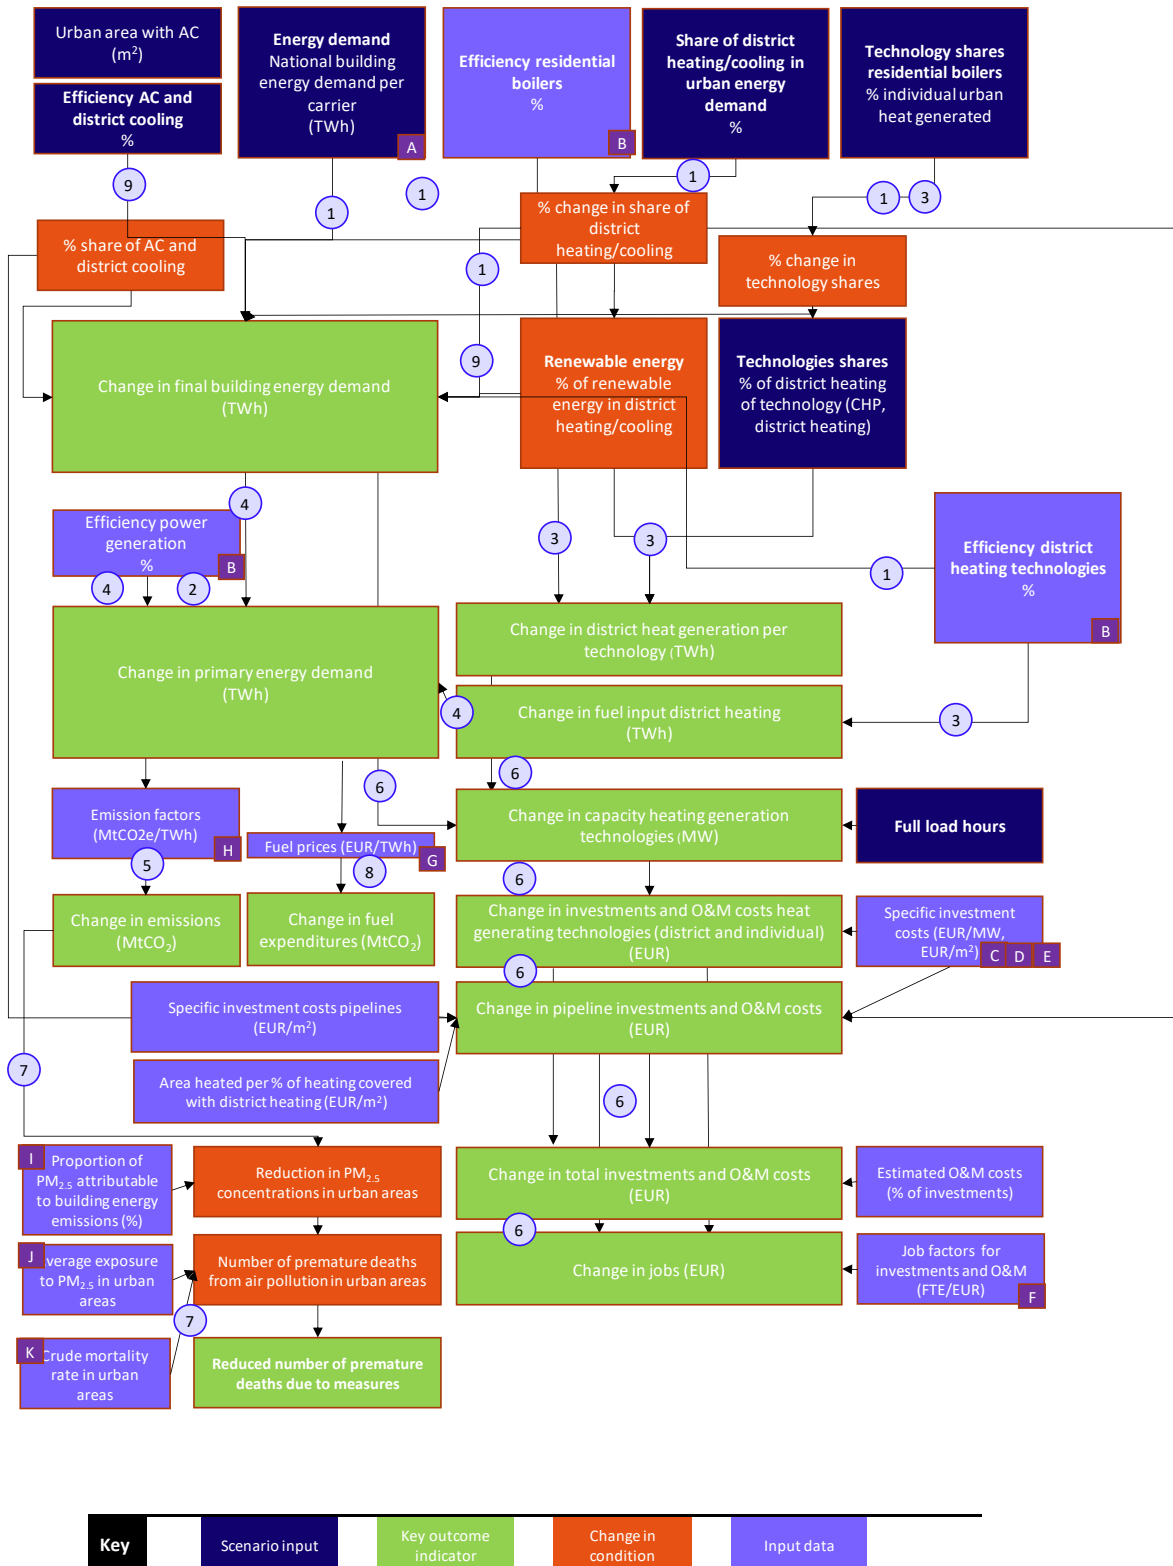 Urban area with AC
(m²)
Efficiency AC and
district cooling
%
Energy demand
National building
energy demand per
carrier
(TWh)
A
Efficiency residential
boilers
%
B
Share of district
heating/cooling in
urban energy
demand
%
Technology shares
residential boilers
% individual urban
heat generated
9
1
1
1
1
3
% share of AC and
district cooling
% change in share of
district
heating/cooling
% change in
technology shares
1
Change in final building energy demand
(TWh)
9
Renewable energy
% of renewable
energy in district
heating/cooling
Technologies shares
% of district heating
of technology (CHP,
district heating)
4
Efficiency power
generation
%
B
4
2
3
3
1
Efficiency district
heating technologies
%
B
Change in primary energy demand
(TWh)
Change in district heat generation per
technology (TWh)
4
Change in fuel input district heating
(TWh)
3
6
6
Emission factors
(MtCO2e/TWh)
H
5
Fuel prices (EUR/TWh)
G
8
Change in capacity heating generation
technologies (MW)
Full load hours
6
Change in emissions
(MtCO₂)
Change in fuel
expenditures (MtCO₂)
Change in investments and O&M costs heat
generating technologies (district and individual)
(EUR)
Specific investment
costs (EUR/MW,
EUR/m²)
C
D
E
6
Specific investment costs pipelines
(EUR/m²)
Change in pipeline investments and O&M costs
(EUR)
7
Area heated per % of heating covered
with district heating (EUR/m²)
6
I
Proportion of
PM₂.₅ attributable
to building energy
emissions (%)
Reduction in PM₂.₅
concentrations in urban areas
Change in total investments and O&M costs
(EUR)
Estimated O&M costs
(% of investments)
6
J
verage exposure
to PM₂.₅ in urban
areas
Number of premature deaths
from air pollution in urban areas
Change in jobs (EUR)
Job factors for
investments and O&M
(FTE/EUR)
F
7
K
Crude mortality
rate in urban
areas
Reduced number of premature
deaths due to measures
Key
Scenario input
Key outcome
indicator
Change in
condition
Input data